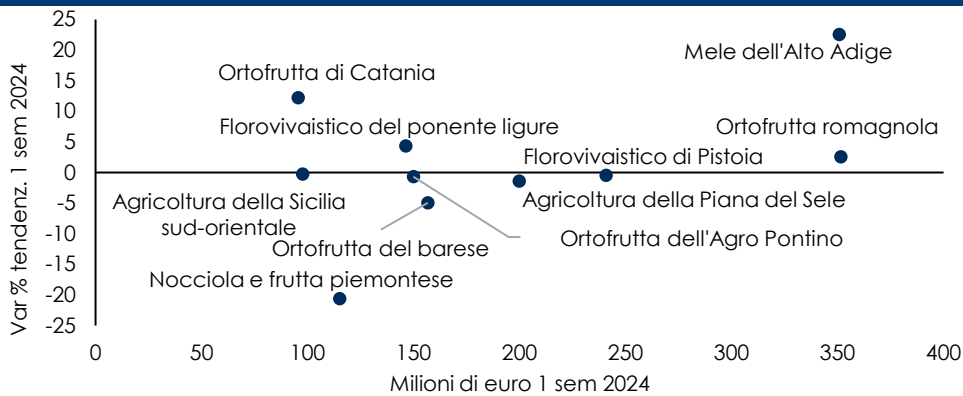 Var % tendenz. 1 sem 2024
25
20
15
10
5
0
-5
-10
-15
-20
-25
Mele dell'Alto Adige
Ortofrutta di Catania
Florovivaistico del ponente ligure
Ortofrutta romagnola
Florovivaistico di Pistoia
Agricoltura della Sicilia
sud-orientale
Agricoltura della Piana del Sele
Ortofrutta del barese
Ortofrutta dell'Agro Pontino
Nocciola e frutta piemontese
0 50 100 150 200 250 300 350 400
Milioni di euro 1 sem 2024